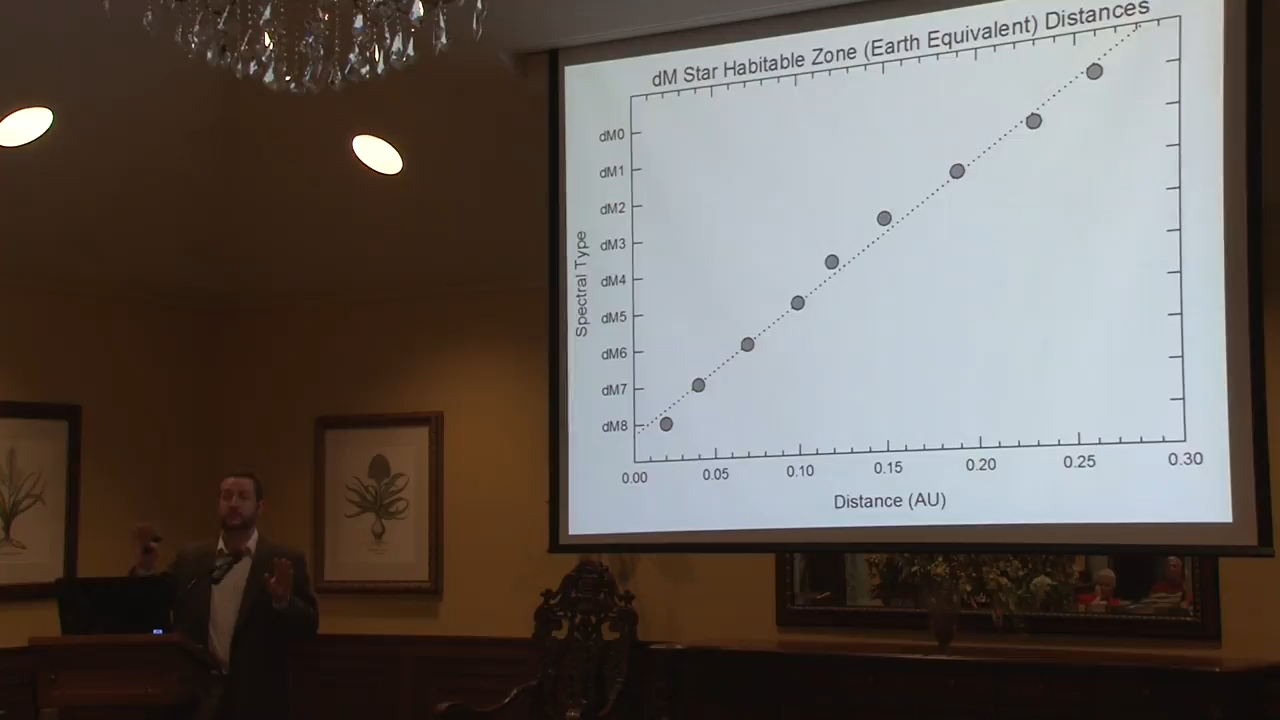 dM Star Habitable Zone (Earth Equivalent) Distances
dM0
dM1
dM2
dM3
dM4
dM5
dM6
dM7
dM8
Spectral Type
0.00 0.05 0.10 0.15 0.20 0.25 0.30
Distance (AU)